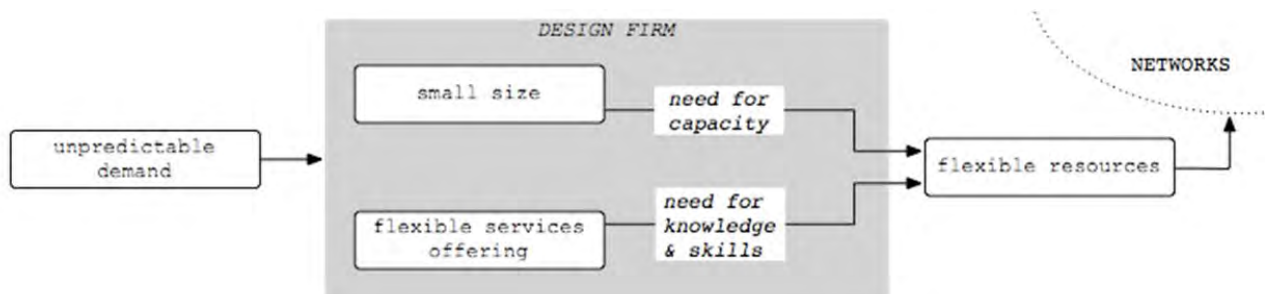 DESIGN FIRM
small size
need for
capacity
NETWORKS
unpredictable
demand
flexible resources
flexible services
offering
need for
knowledge
& skills